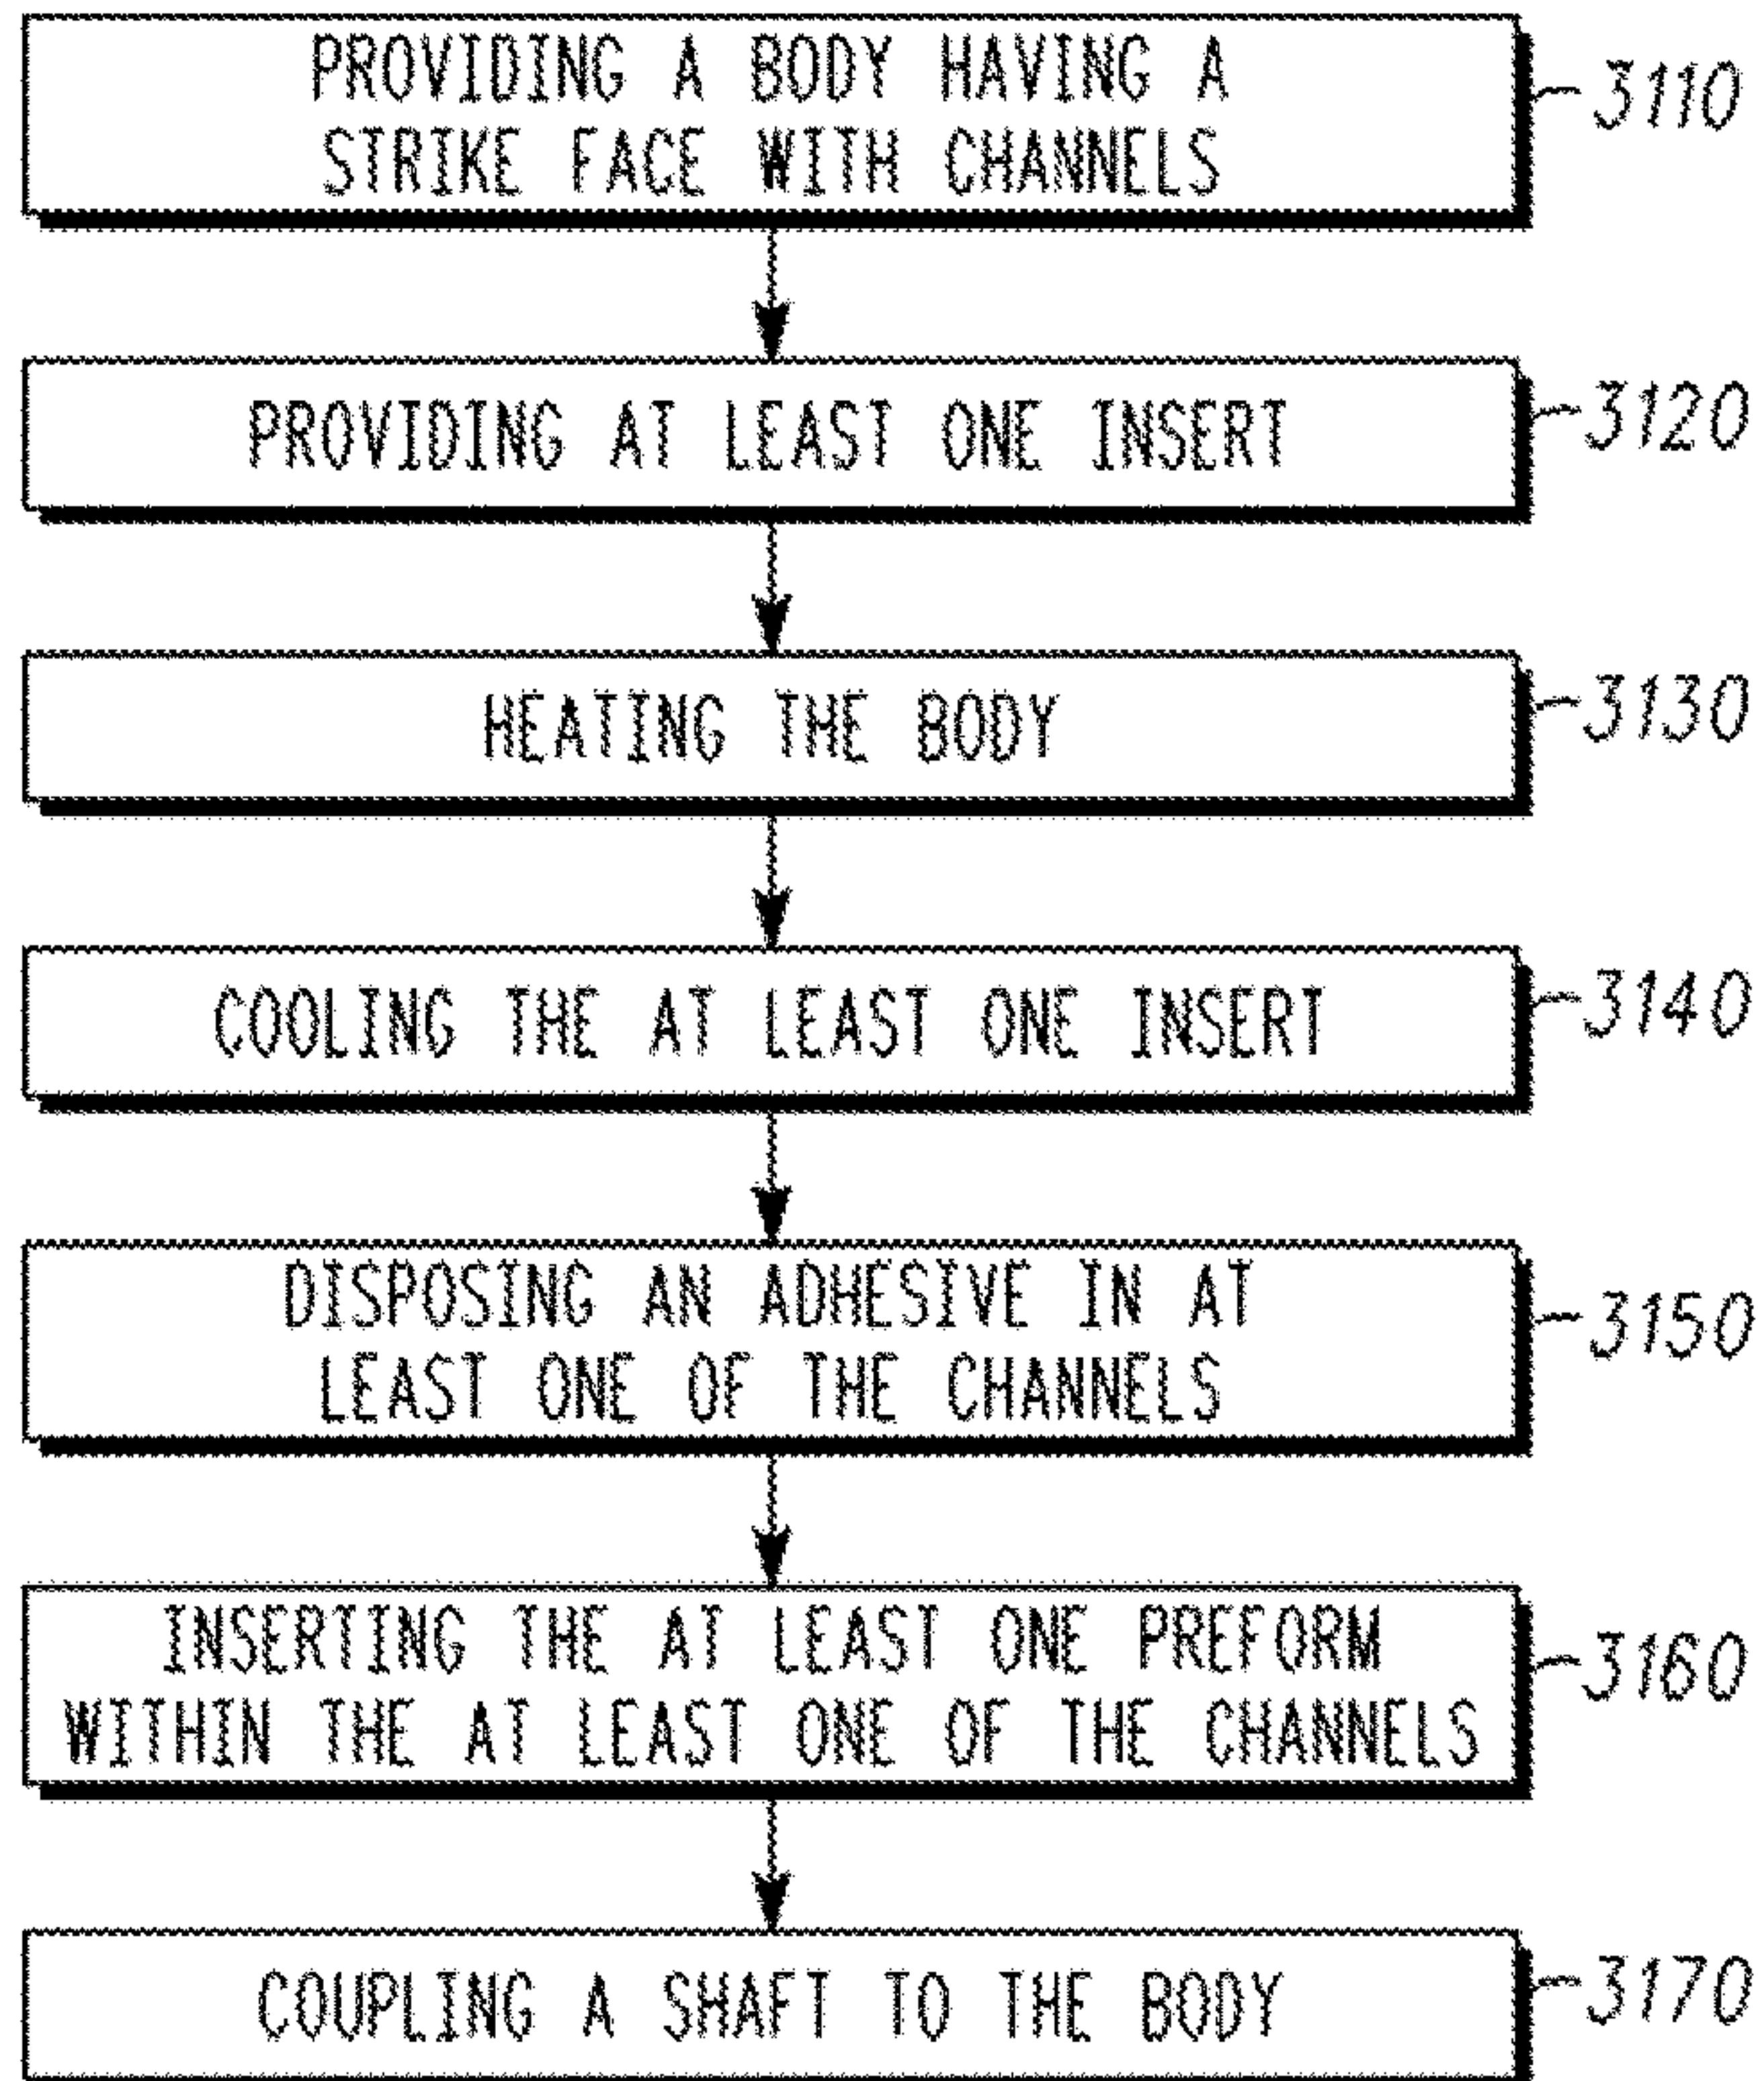 PROVIDING A BODY HAVING A
STRIKE FACE WITH CHANNELS
3110
PROVIDING AT LEAST ONE INSERT
3120
HEATING THE BODY
3130
COOLING THE AT LEAST ONE INSERT
3140
DISPOSING AN ADHESIVE IN AT
LEAST ONE OF THE CHANNELS
3150
INSERTING THE AT LEAST ONE PREFORM
WITHIN THE AT LEAST ONE OF THE CHANNELS
3160
COUPLING A SHAFT TO THE BODY
3170